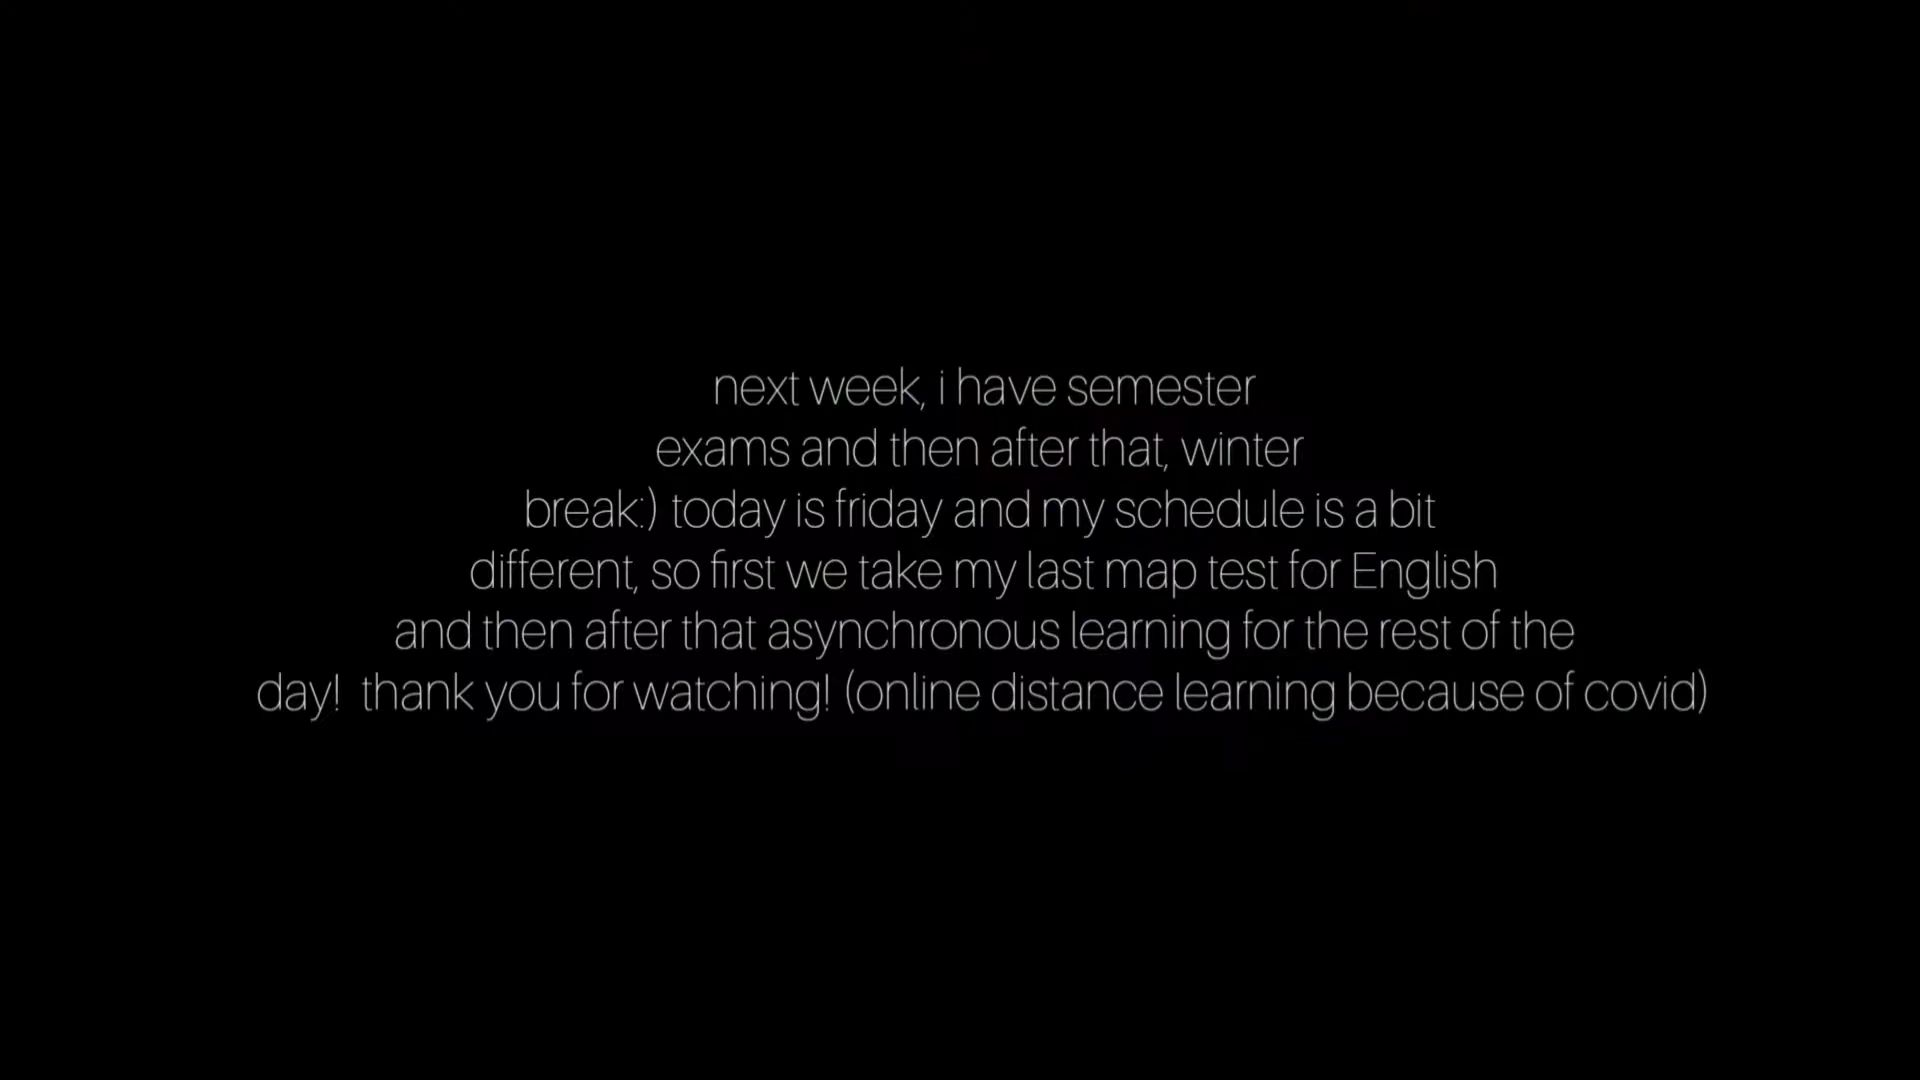 next week, i have semester
exams and then after that, winter
break:) today is friday and my schedule is a bit
different, so first we take my last map test for English
and then after that asynchronous learning for the rest of the
day!  thank you for watching! (online distance learning because of covid)